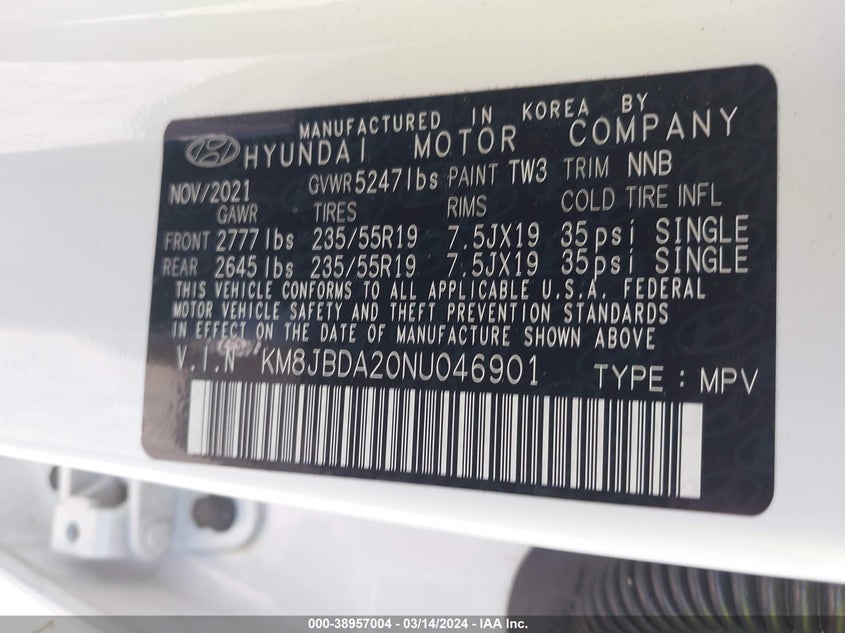 MANUFACTURED IN KOREA BY
HYUNDAI MOTOR COMPANY
NOV/2021 GVWR 5247lbs PAINT TW3 TRIM NNB
GAWR TIRES RIMS COLD TIRE INFL
FRONT 2777lbs 235/55R19 7.5JX19 35psi SINGLE
REAR 2645lbs 235/55R19 7.5JX19 35psi SINGLE
THIS VEHICLE CONFORMS TO ALL APPLICABLE U.S.A. FEDERAL
MOTOR VEHICLE SAFETY AND THEFT PREVENTION STANDARDS
IN EFFECT ON THE DATE OF MANUFACTURE SHOWN ABOVE
V.I.N KM8JBDA20NU046901 TYPE : MPV
000-38957004 - 03/14/2024 - © IAA Inc.